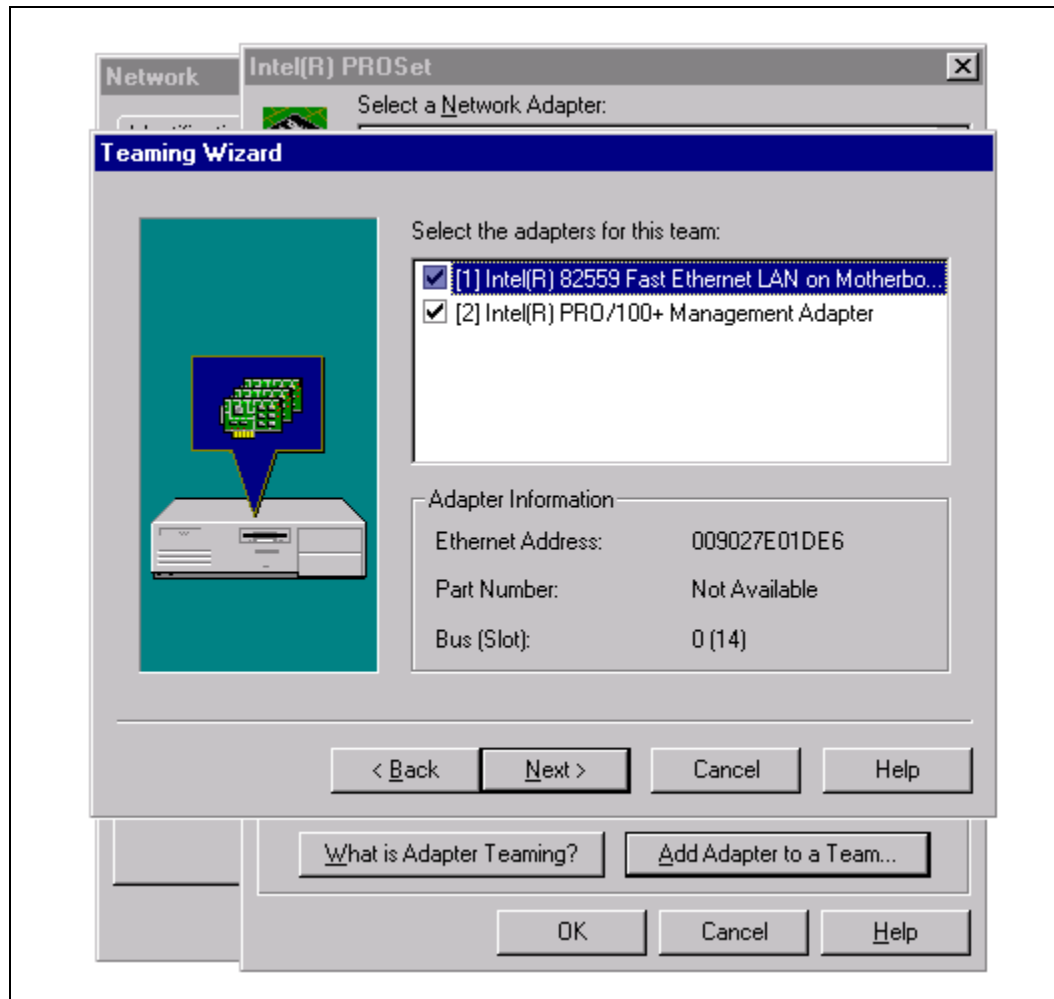 Network
Intel(R) PROSet
Select a Network Adapter:
Teaming Wizard
Select the adapters for this team:
[1] Intel(R) 82559 Fast Ethernet LAN on Motherbo...
[2] Intel(R) PRO/100+ Management Adapter
Adapter Information
Ethernet Address: 009027E01DE6
Part Number: Not Available
Bus (Slot): 0 (14)
< Back Next > Cancel Help
What is Adapter Teaming? Add Adapter to a Team...
OK Cancel Help